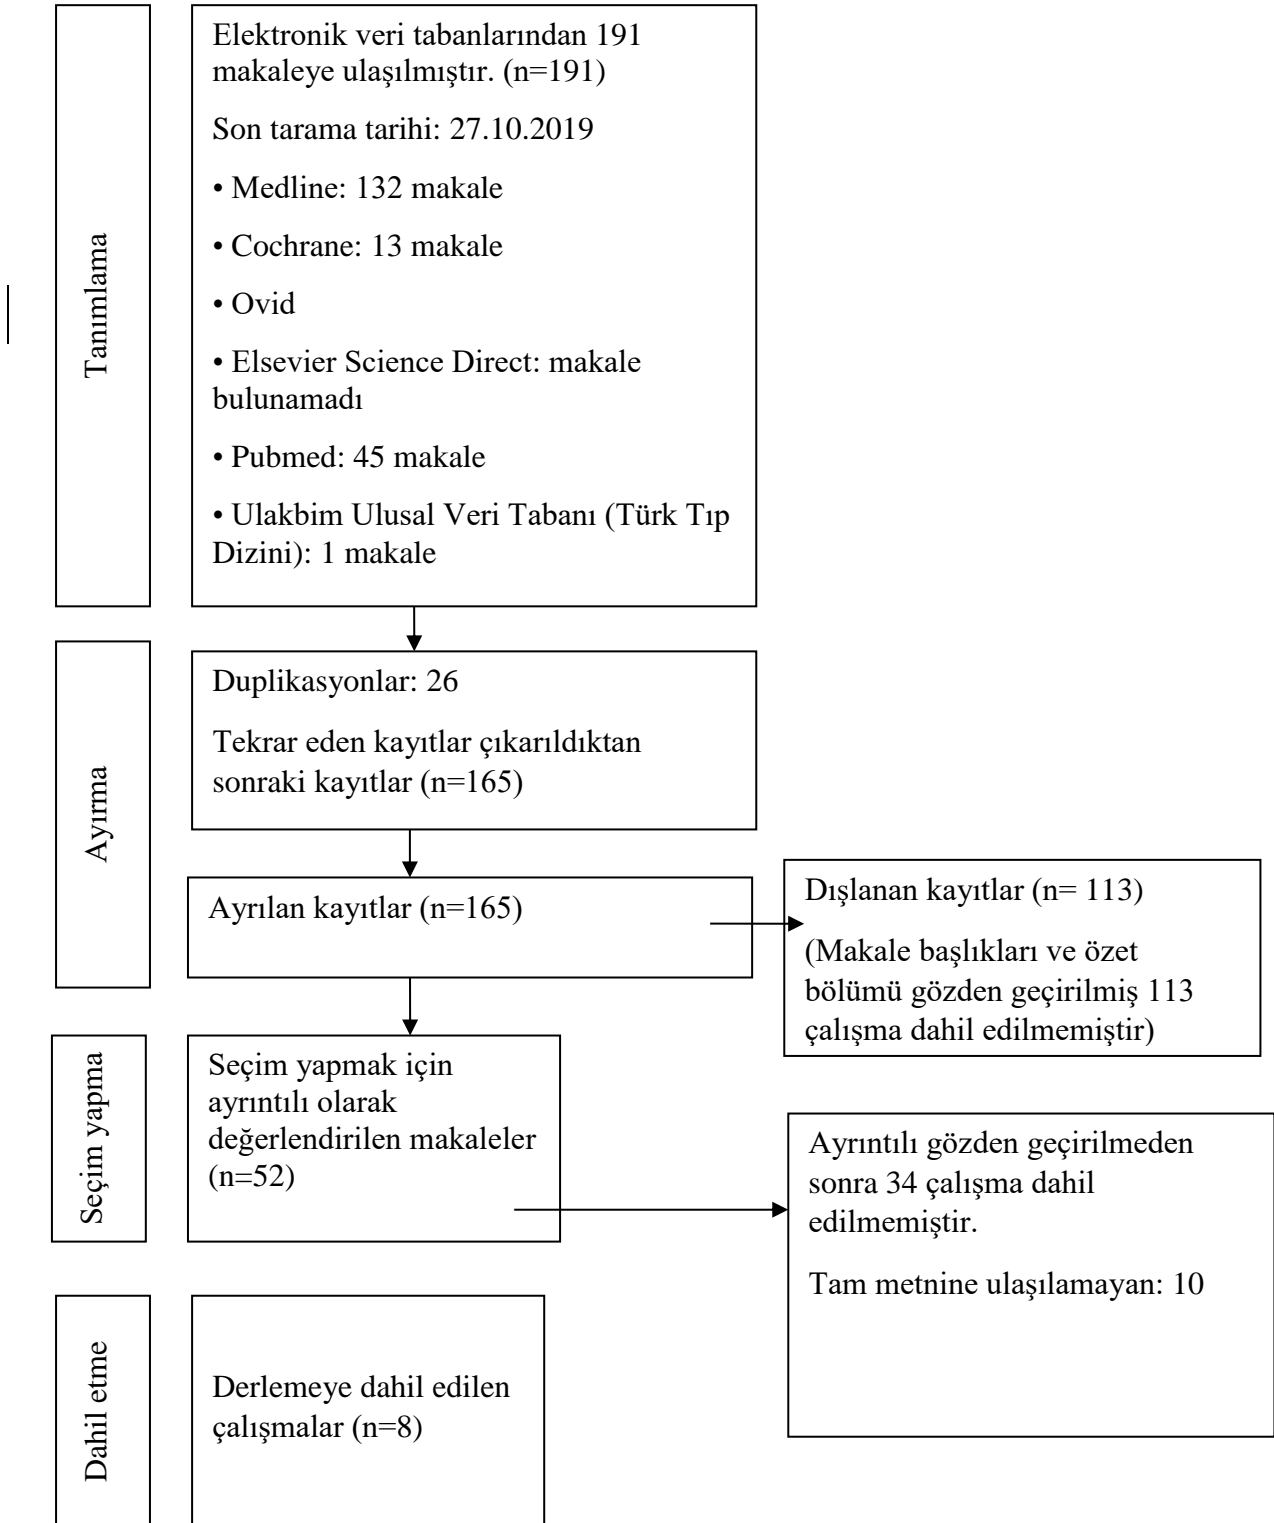 Tanımlama
Elektronik veri tabanlarından 191
makaleye ulaşılmıştır. (n=191)
Son tarama tarihi: 27.10.2019
• Medline: 132 makale
• Cochrane: 13 makale
• Ovid
• Elsevier Science Direct: makale
bulunamadı
• Pubmed: 45 makale
• Ulakbim Ulusal Veri Tabanı (Türk Tıp
Dizini): 1 makale
Ayırma
Duplikasyonlar: 26
Tekrar eden kayıtlar çıkarıldıktan
sonraki kayıtlar (n=165)
Ayrılan kayıtlar (n=165)
Dışlanan kayıtlar (n= 113)
(Makale başlıkları ve özet
bölümü gözden geçirilmiş 113
çalışma dahil edilmemiştir)
Seçim yapma
Seçim yapmak için
ayrıntılı olarak
değerlendirilen makaleler
(n=52)
Ayrıntılı gözden geçirilmeden
sonra 34 çalışma dahil
edilmemiştir.
Tam metnine ulaşılamayan: 10
Dahil etme
Derlemeye dahil edilen
çalışmalar (n=8)